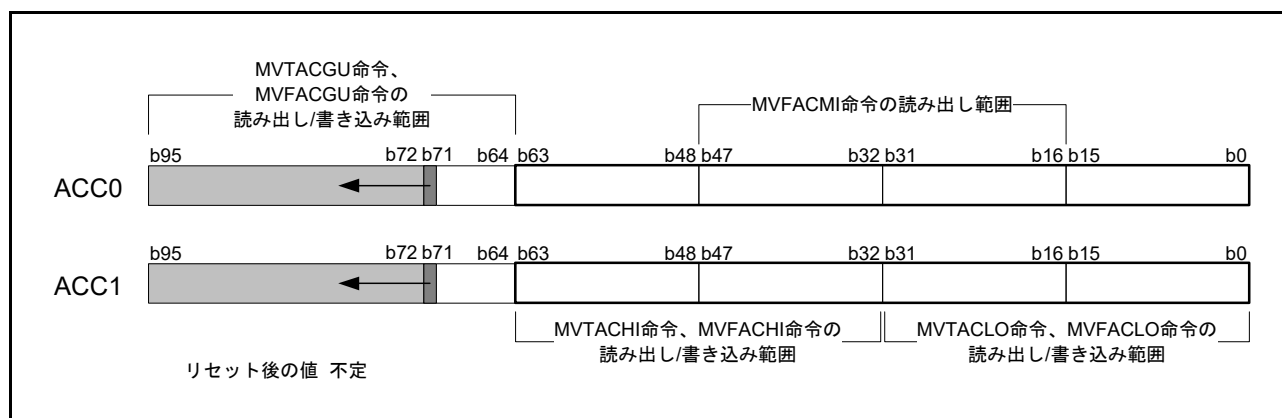 MVTACGU命令、
MVFACGU命令の
読み出し/書き込み範囲
MVFACMI命令の読み出し範囲
b95 b72 b71 b64 b63 b48 b47 b32 b31 b16 b15 b0
ACC0
b95 b72 b71 b64 b63 b48 b47 b32 b31 b16 b15 b0
ACC1
MVTACHI命令、MVFACHI命令の
読み出し/書き込み範囲
MVTACLO命令、MVFACLO命令の
読み出し/書き込み範囲
リセット後の値 不定